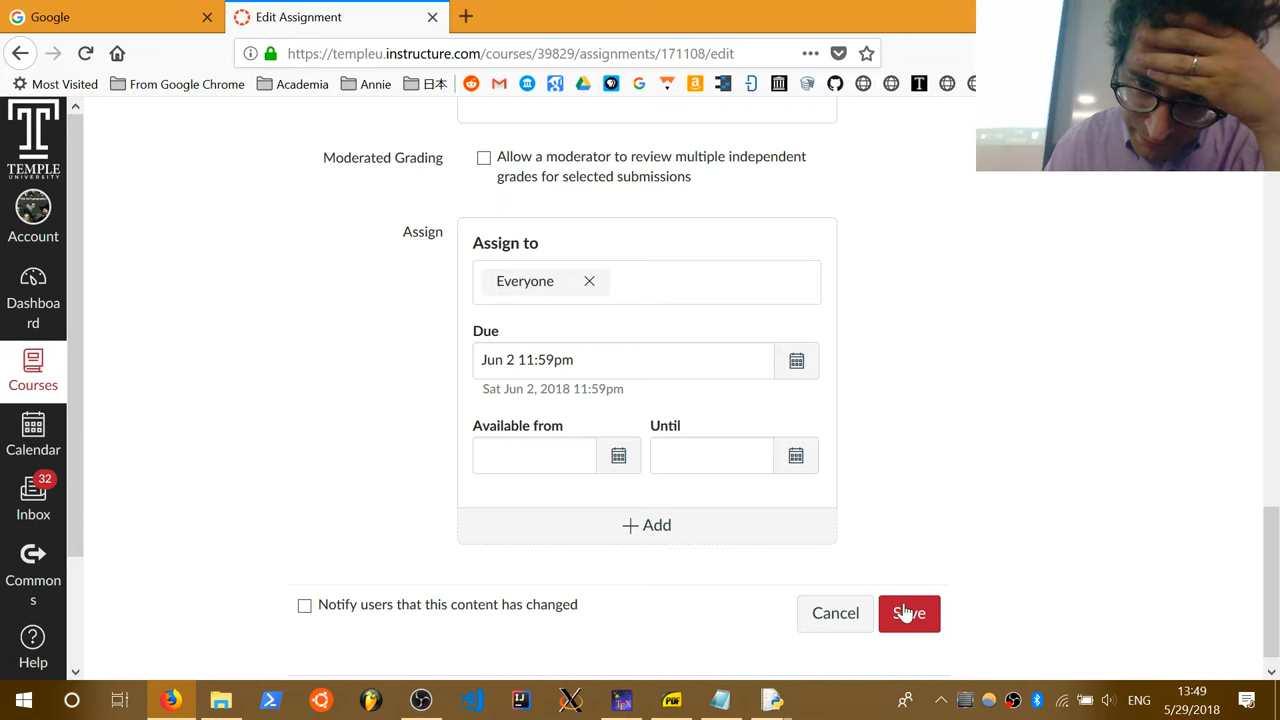 Google
Edit Assignment
https://templeu.instructure.com/courses/39829/assignments/171108/edit
Most Visited
From Google Chrome
Academia
Annie
日本
TEMPLE
UNIVERSITY
Account
Dashboa
rd
Courses
Calendar
32
Inbox
Common
s
Help
Moderated Grading
Allow a moderator to review multiple independent
grades for selected submissions
Assign
Assign to
Everyone
Due
Jun 2 11:59pm
Sat Jun 2, 2018 11:59pm
Available from
Until
Add
Notify users that this content has changed
Cancel
Save
ENG
13:49
5/29/2018